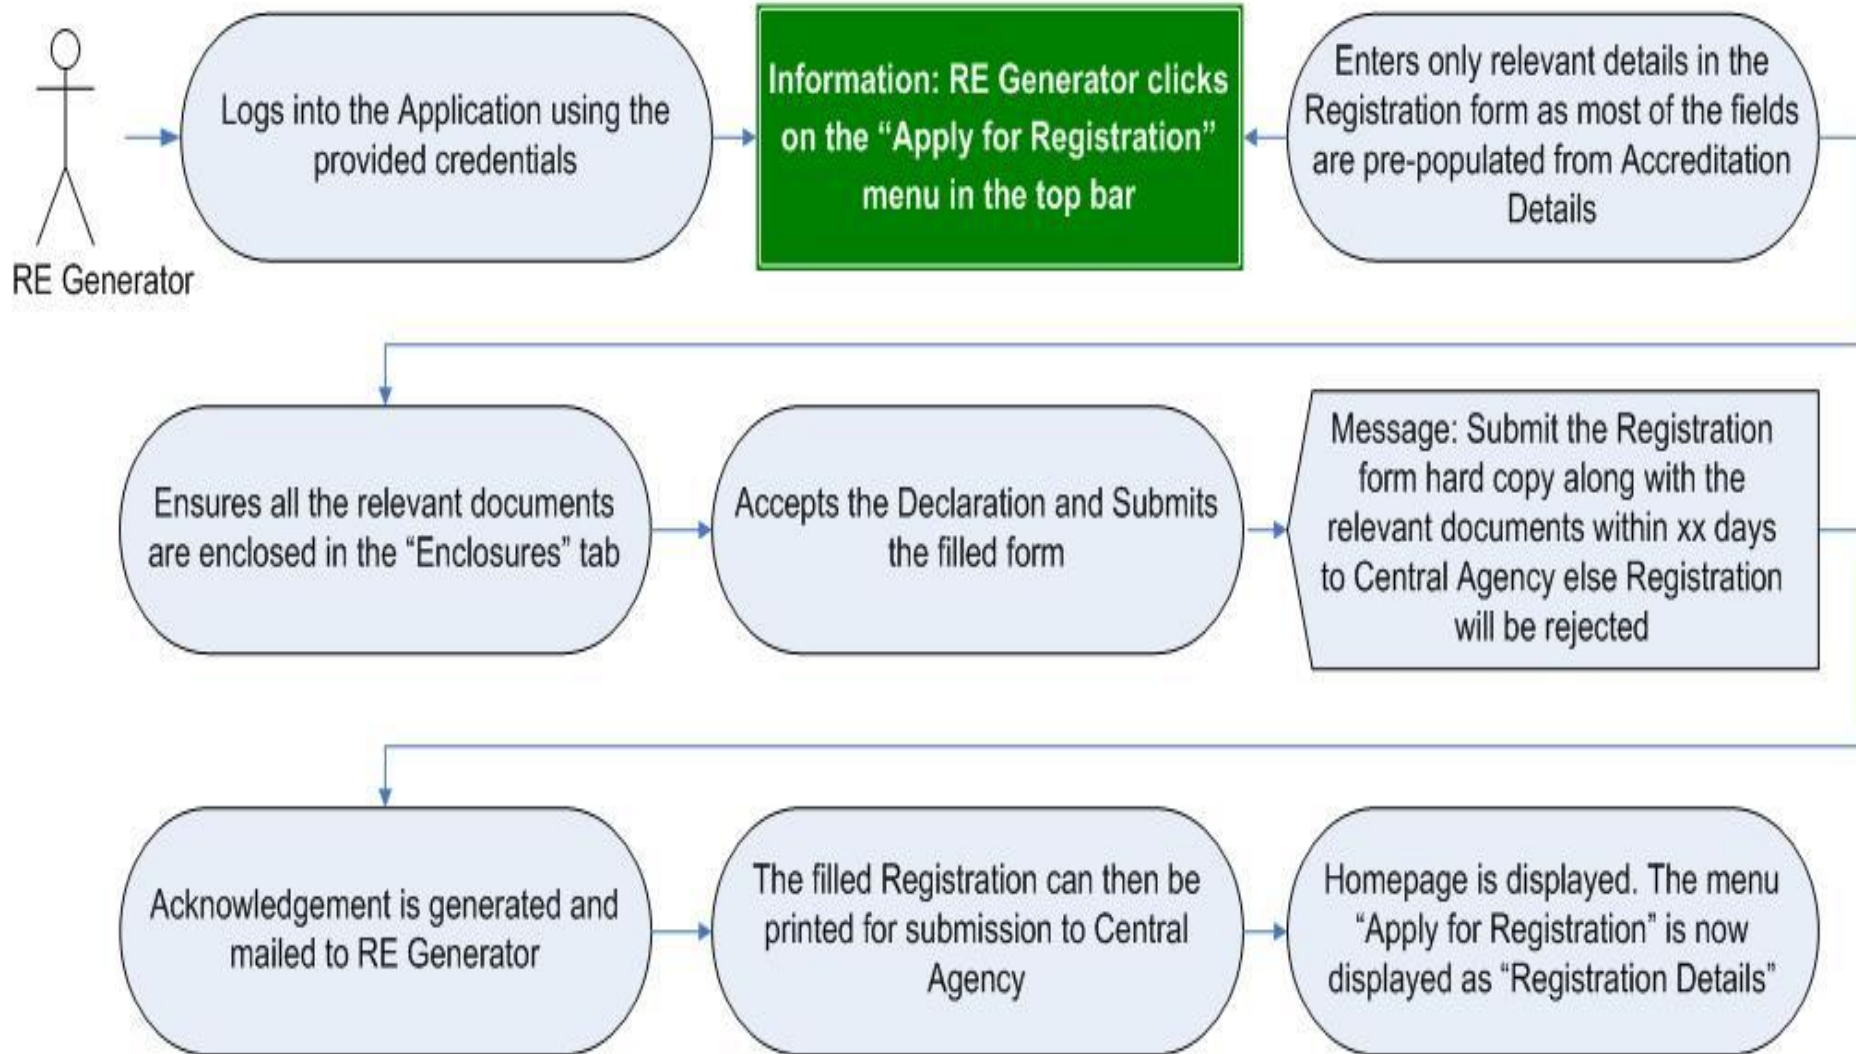 RE Generator
Logs into the Application using the
provided credentials
Information: RE Generator clicks
on the “Apply for Registration”
menu in the top bar
Enters only relevant details in the
Registration form as most of the fields
are pre-populated from Accreditation
Details
Ensures all the relevant documents
are enclosed in the “Enclosures” tab
Accepts the Declaration and Submits
the filled form
Message: Submit the Registration
form hard copy along with the
relevant documents within xx days
to Central Agency else Registration
will be rejected
Acknowledgement is generated and
mailed to RE Generator
The filled Registration can then be
printed for submission to Central
Agency
Homepage is displayed. The menu
“Apply for Registration” is now
displayed as “Registration Details”